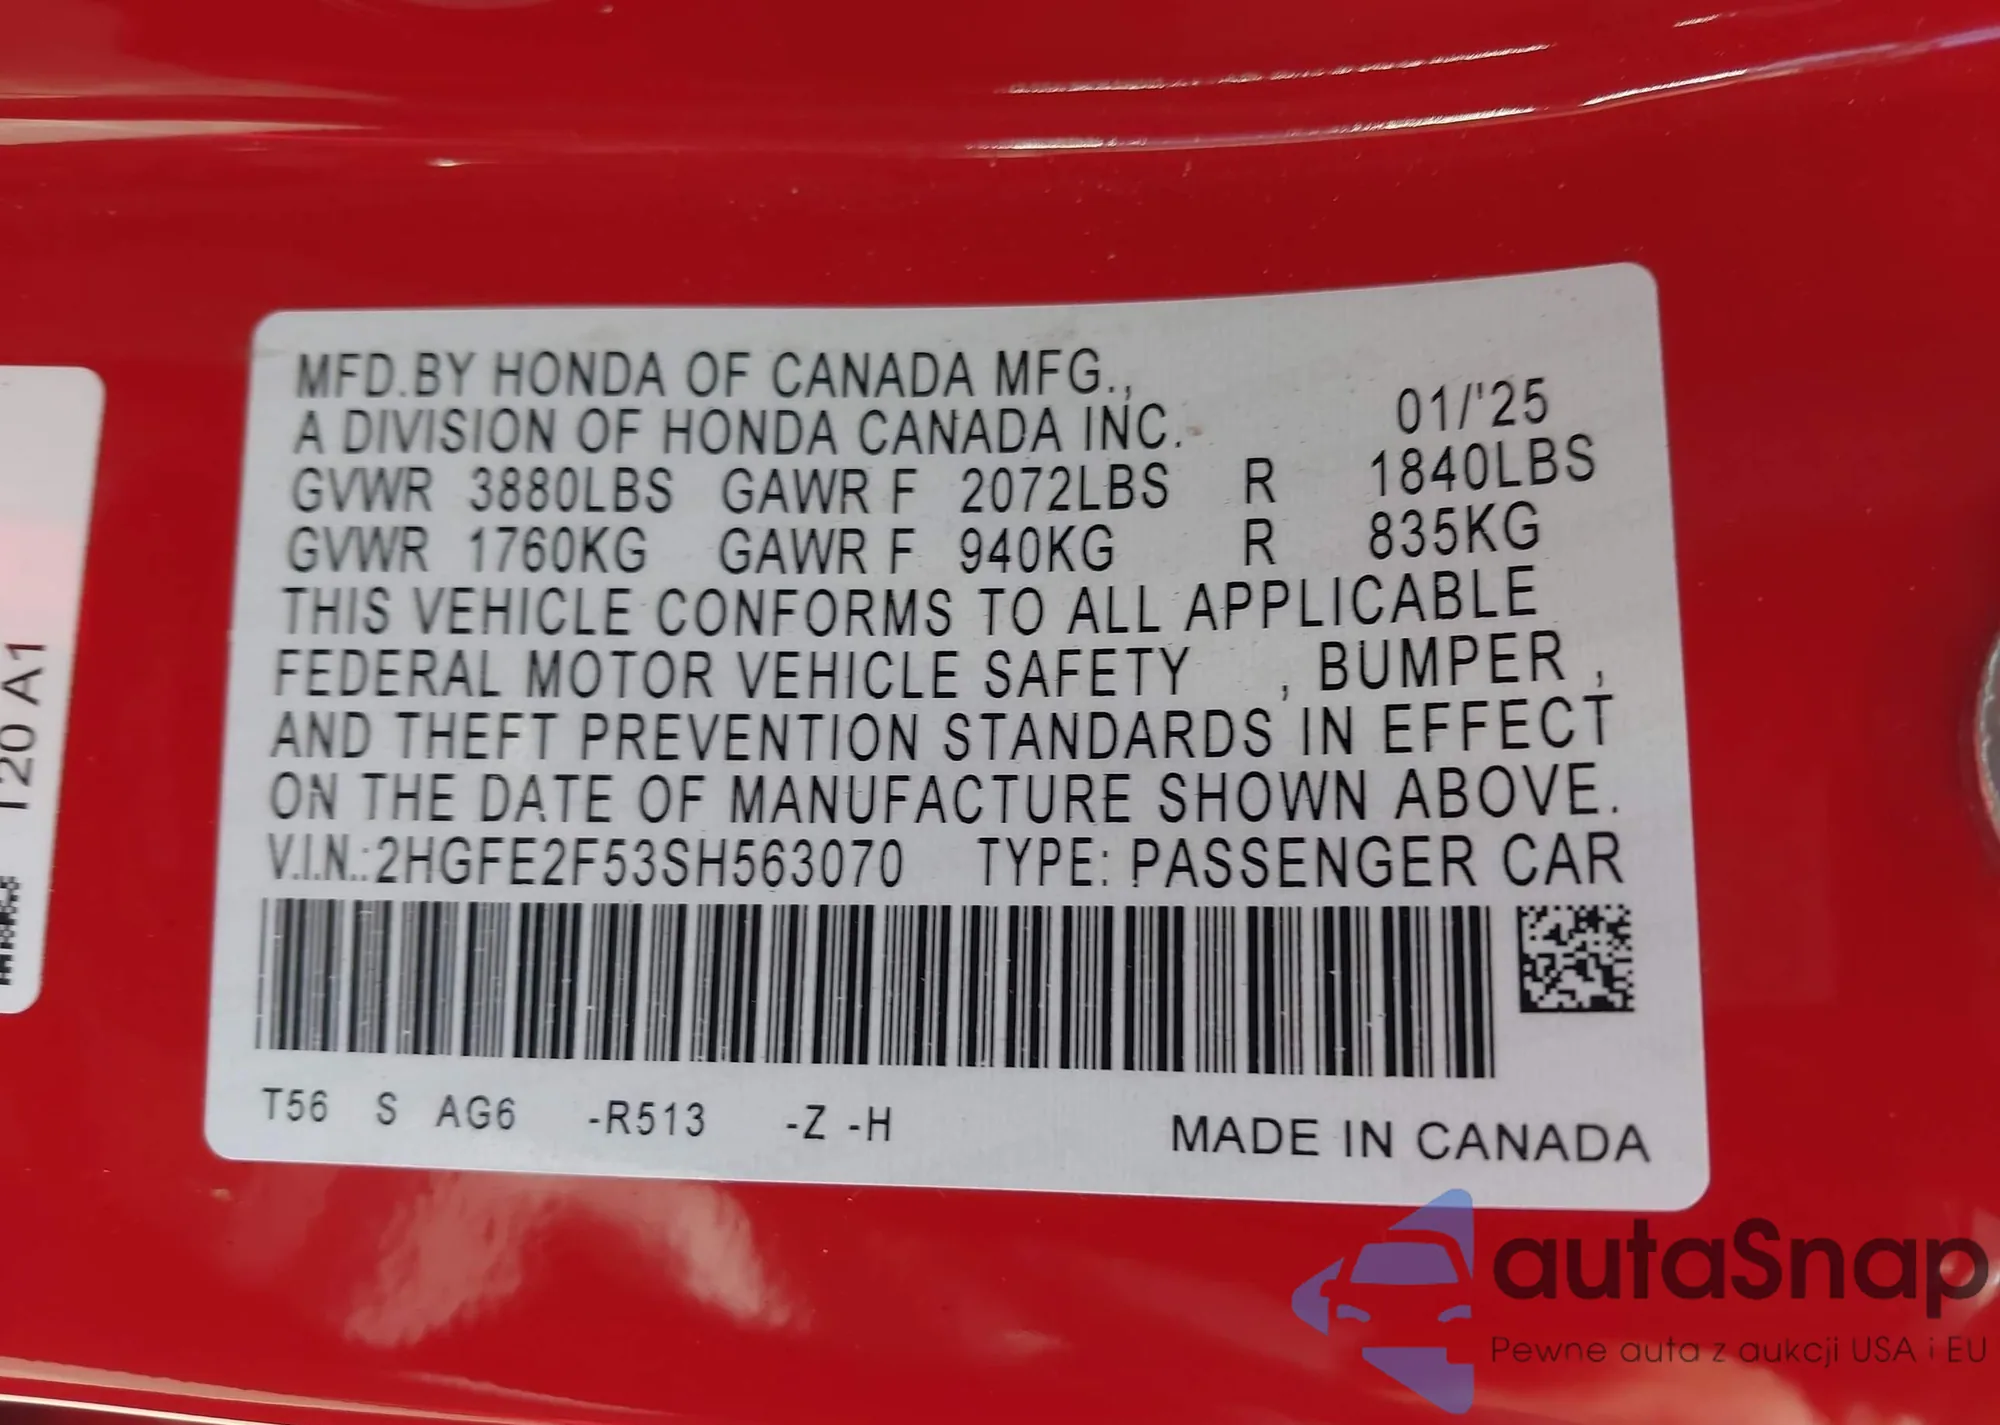 MFD.BY HONDA OF CANADA MFG.,
A DIVISION OF HONDA CANADA INC. 01/'25
GVWR 3880LBS GAWR F 2072LBS R 1840LBS
GVWR 1760KG GAWR F 940KG R 835KG
THIS VEHICLE CONFORMS TO ALL APPLICABLE
FEDERAL MOTOR VEHICLE SAFETY , BUMPER ,
AND THEFT PREVENTION STANDARDS IN EFFECT
ON THE DATE OF MANUFACTURE SHOWN ABOVE.
V.I.N.:2HGFE2F53SH563070 TYPE: PASSENGER CAR
T56 S AG6 -R513 -Z -H MADE IN CANADA
120 A1
autaSnap
Pewne auta z aukcji USA i EU